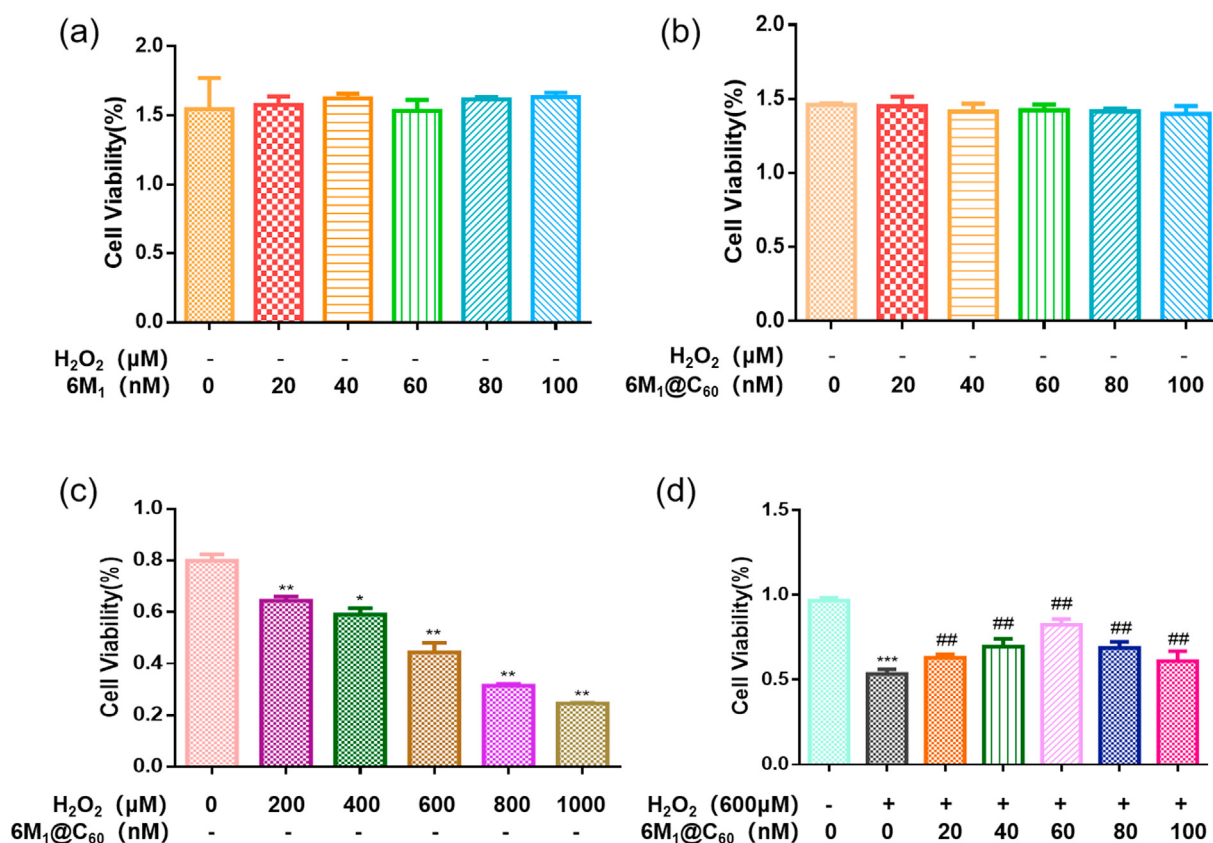 (a)
2.0
1.5
1.0
0.5
0.0
Cell Viability(%)
H₂O₂ (μM) - - - - - -
6M₁ (nM) 0 20 40 60 80 100
(b)
2.0
1.5
1.0
0.5
0.0
Cell Viability(%)
H₂O₂ (μM) - - - - - -
6M₁@C₆₀ (nM) 0 20 40 60 80 100
(c)
1.0
0.8
0.6
0.4
0.2
0.0
Cell Viability(%)
** * ** ** **
H₂O₂ (μM) 0 200 400 600 800 1000
6M₁@C₆₀ (nM) - - - - - -
(d)
1.5
1.0
0.5
0.0
Cell Viability(%)
*** ## ## ## ## ##
H₂O₂ (600μM) - + + + + + +
6M₁@C₆₀ (nM) 0 0 20 40 60 80 100